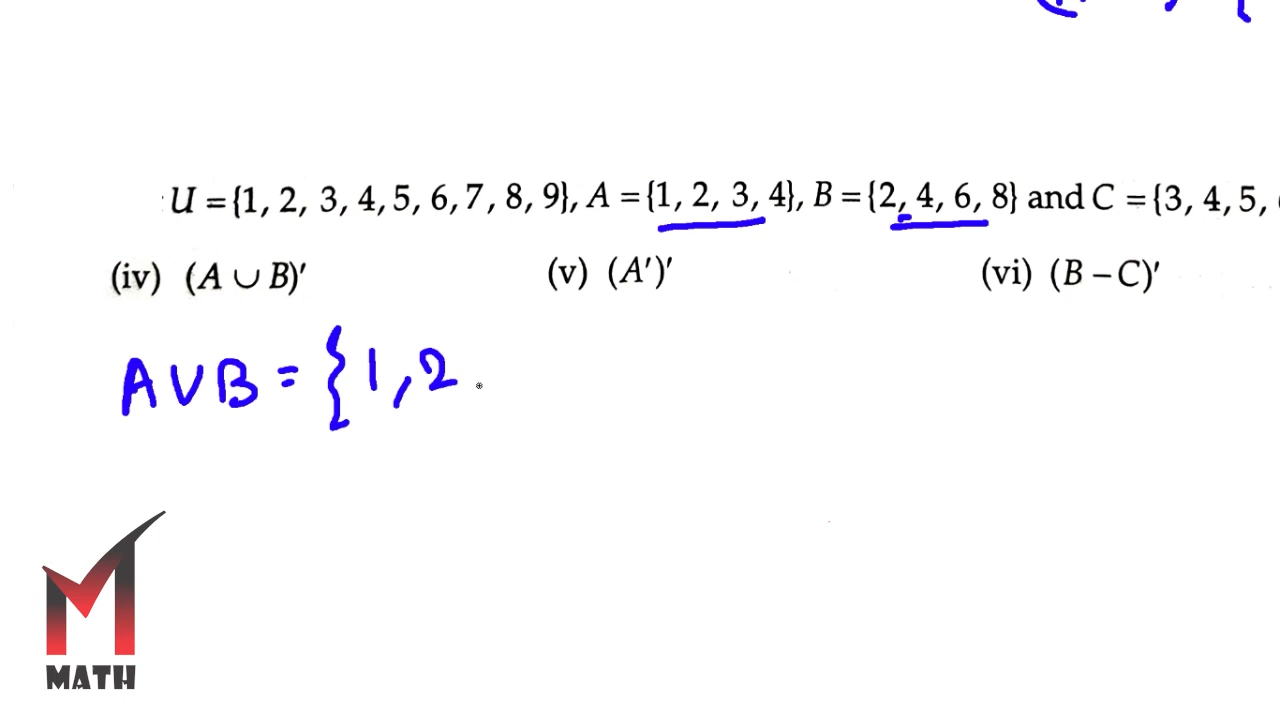 U = {1, 2, 3, 4, 5, 6, 7, 8, 9}, A = {1, 2, 3, 4}, B = {2, 4, 6, 8} and C = {3, 4, 5,
(iv) (A ∪ B)′ (v) (A′)′ (vi) (B – C)′
A ∪ B = {1, 2
MATH